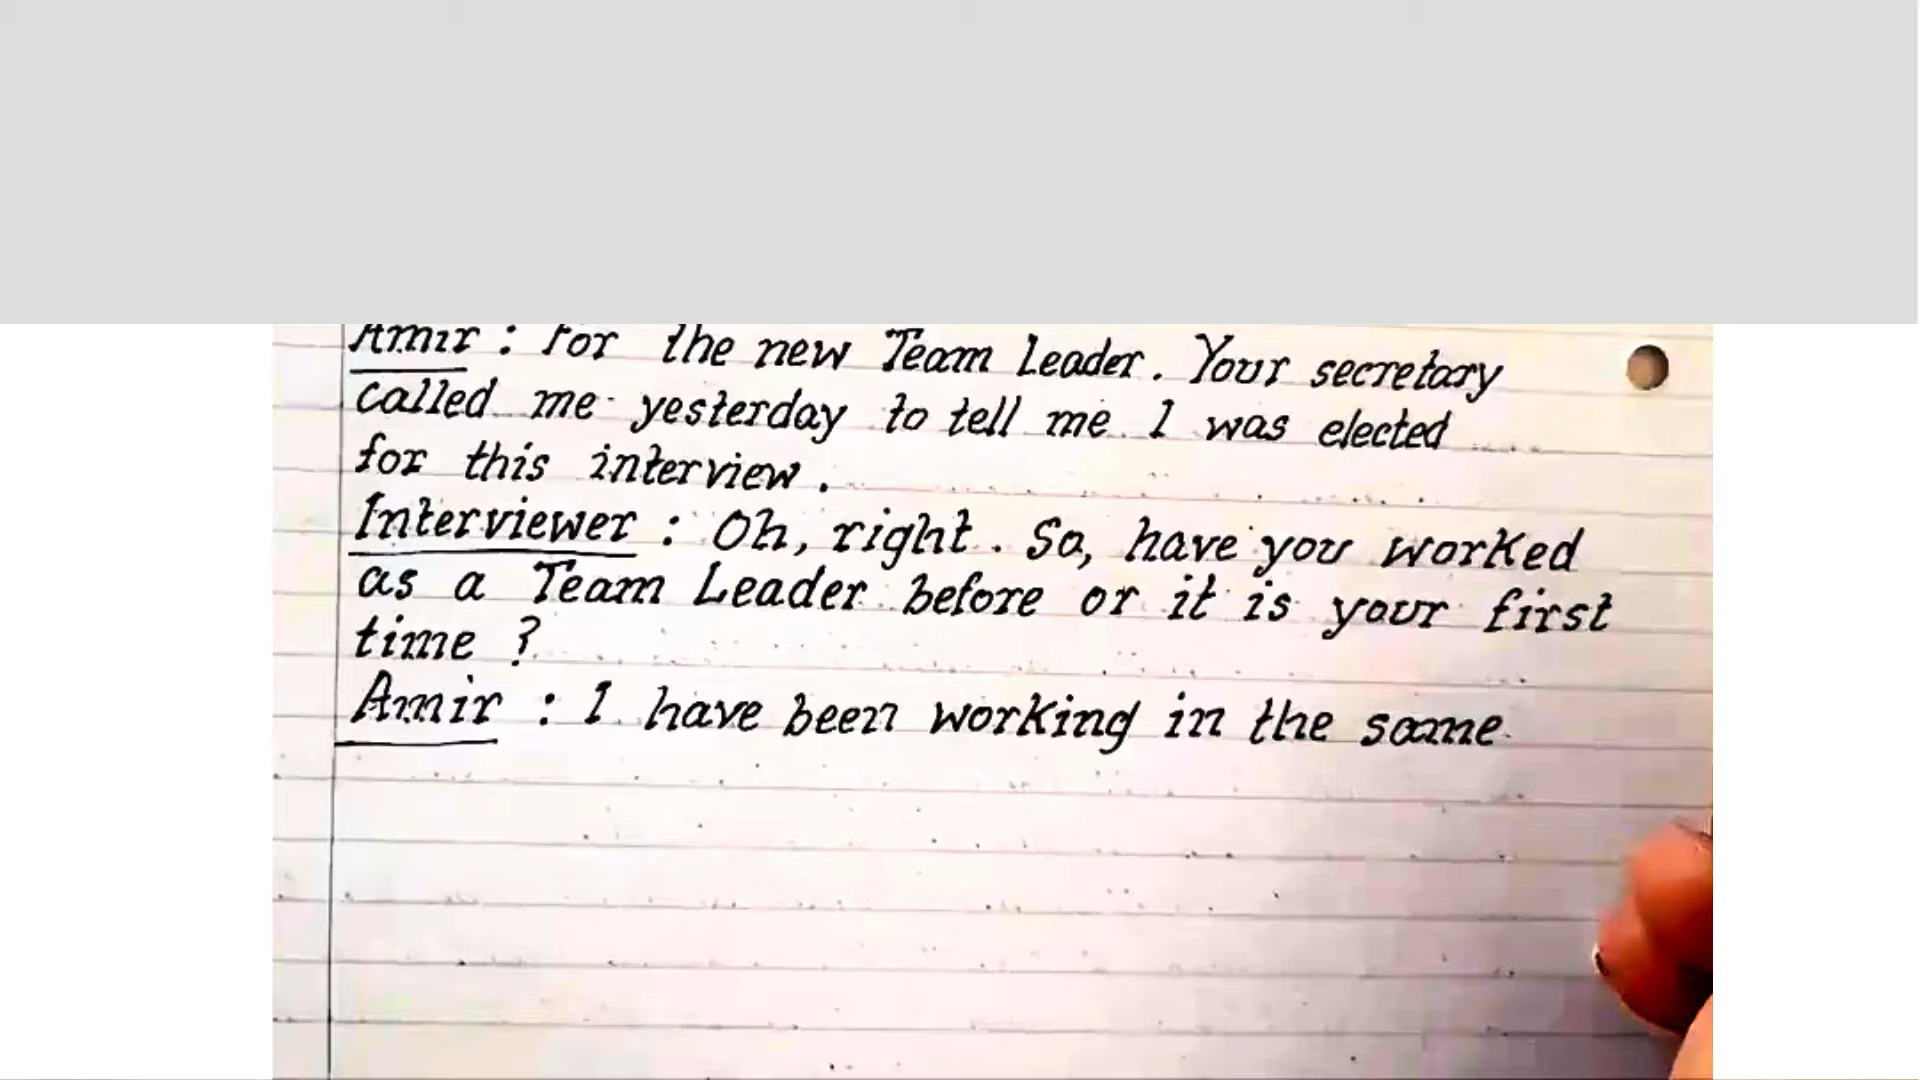 Amir : For the new Team Leader. Your secretary
called me yesterday to tell me I was elected
for this interview.
Interviewer : Oh, right. So, have you worked
as a Team Leader before or it is your first
time ?
Amir : I have been working in the same